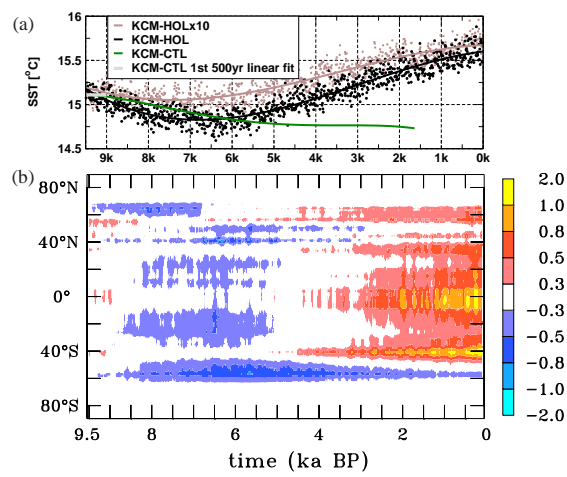 (a)
KCM-HOLx10
KCM-HOL
KCM-CTL
KCM-CTL 1st 500yr linear fit
SST [°C]
16
15.5
15
14.5
9k 8k 7k 6k 5k 4k 3k 2k 1k 0k
(b)
80°N
40°N
0°
40°S
80°S
9.5 8 6 4 2 0
time (ka BP)
2.0
1.0
0.8
0.5
0.3
-0.3
-0.5
-0.8
-1.0
-2.0